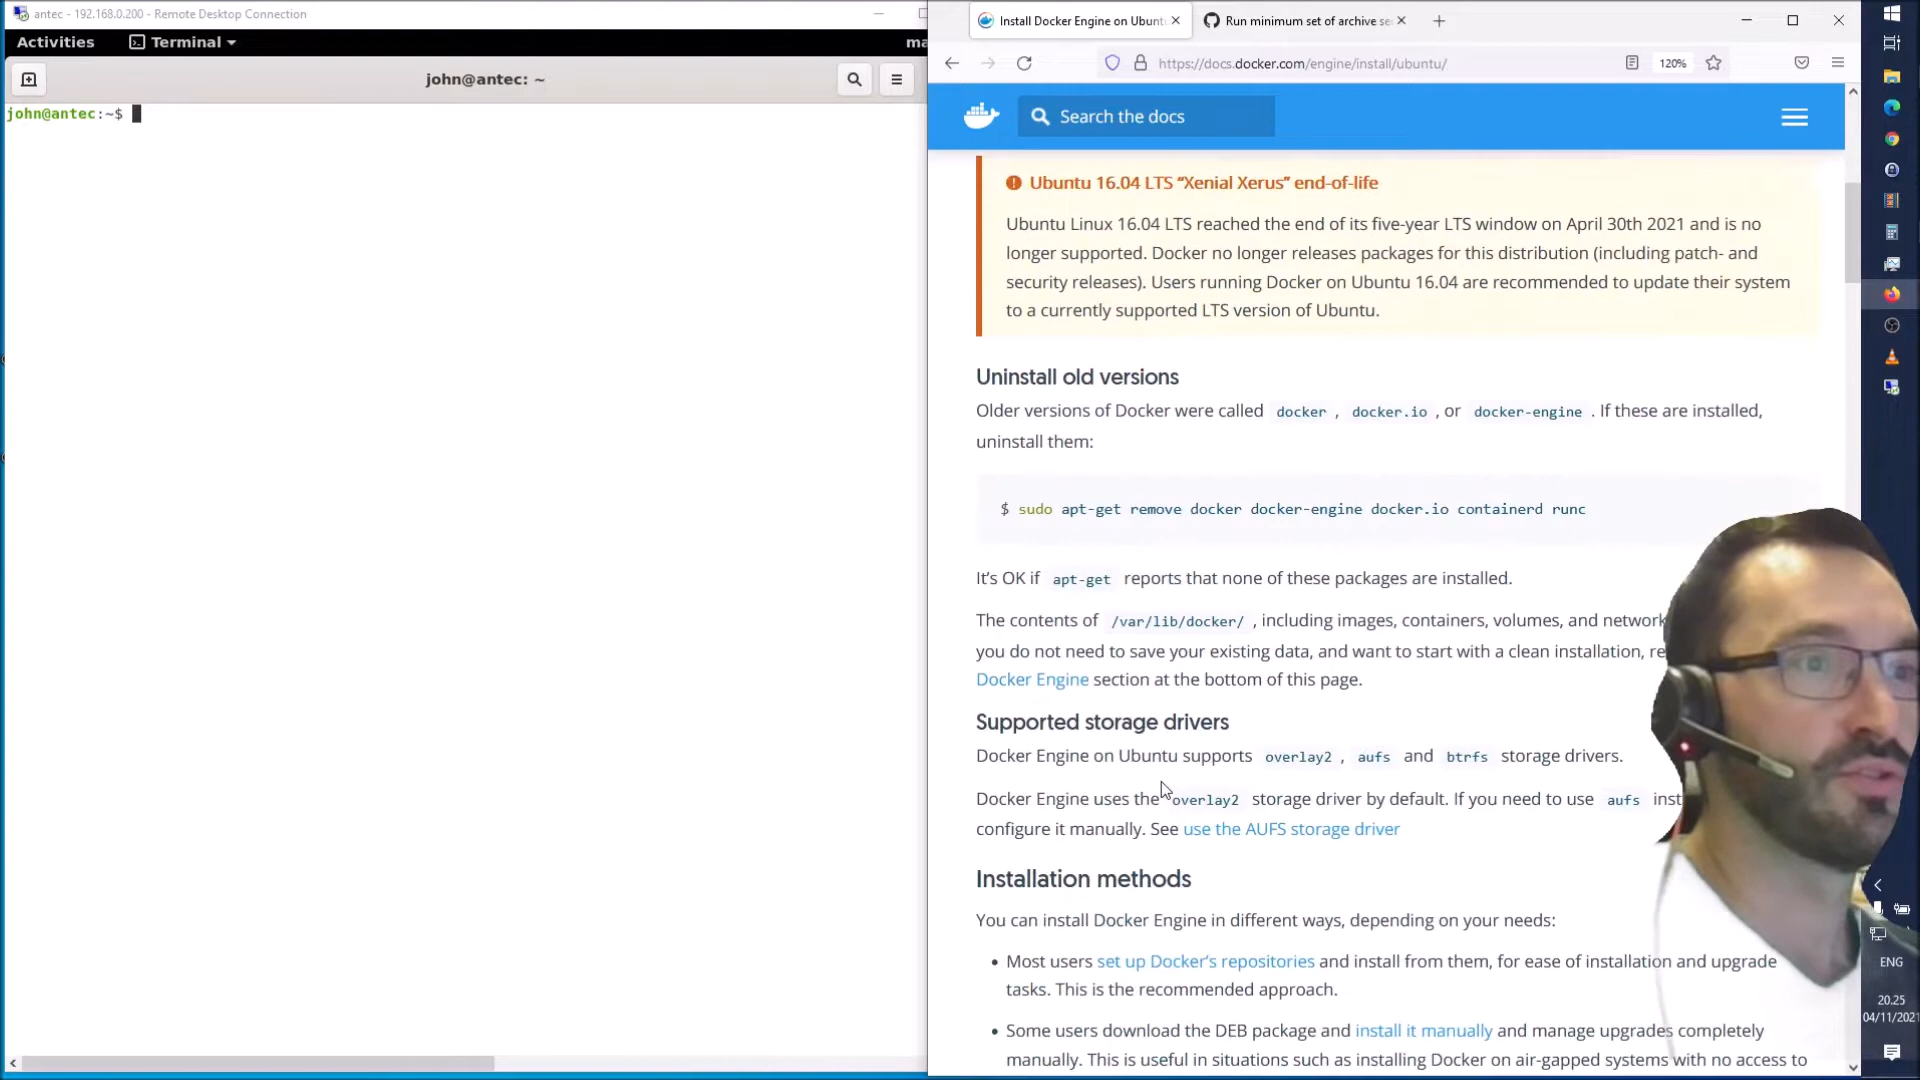 antec - 192.168.0.200 - Remote Desktop Connection
Activities
Terminal
ma
john@antec: ~
john@antec:~$
Install Docker Engine on Ubunt
Run minimum set of archive se
https://docs.docker.com/engine/install/ubuntu/
120%
Search the docs
Ubuntu 16.04 LTS “Xenial Xerus” end-of-life
Ubuntu Linux 16.04 LTS reached the end of its five-year LTS window on April 30th 2021 and is no
longer supported. Docker no longer releases packages for this distribution (including patch- and
security releases). Users running Docker on Ubuntu 16.04 are recommended to update their system
to a currently supported LTS version of Ubuntu.
Uninstall old versions
Older versions of Docker were called docker , docker.io , or docker-engine . If these are installed,
uninstall them:
$ sudo apt-get remove docker docker-engine docker.io containerd runc
It’s OK if apt-get reports that none of these packages are installed.
The contents of /var/lib/docker/ , including images, containers, volumes, and network
you do not need to save your existing data, and want to start with a clean installation, re
Docker Engine section at the bottom of this page.
Supported storage drivers
Docker Engine on Ubuntu supports overlay2 , aufs and btrfs storage drivers.
Docker Engine uses the overlay2 storage driver by default. If you need to use aufs inst
configure it manually. See use the AUFS storage driver
Installation methods
You can install Docker Engine in different ways, depending on your needs:
• Most users set up Docker’s repositories and install from them, for ease of installation and upgrade
tasks. This is the recommended approach.
• Some users download the DEB package and install it manually and manage upgrades completely
manually. This is useful in situations such as installing Docker on air-gapped systems with no access to
ENG
20.25
04/11/2021